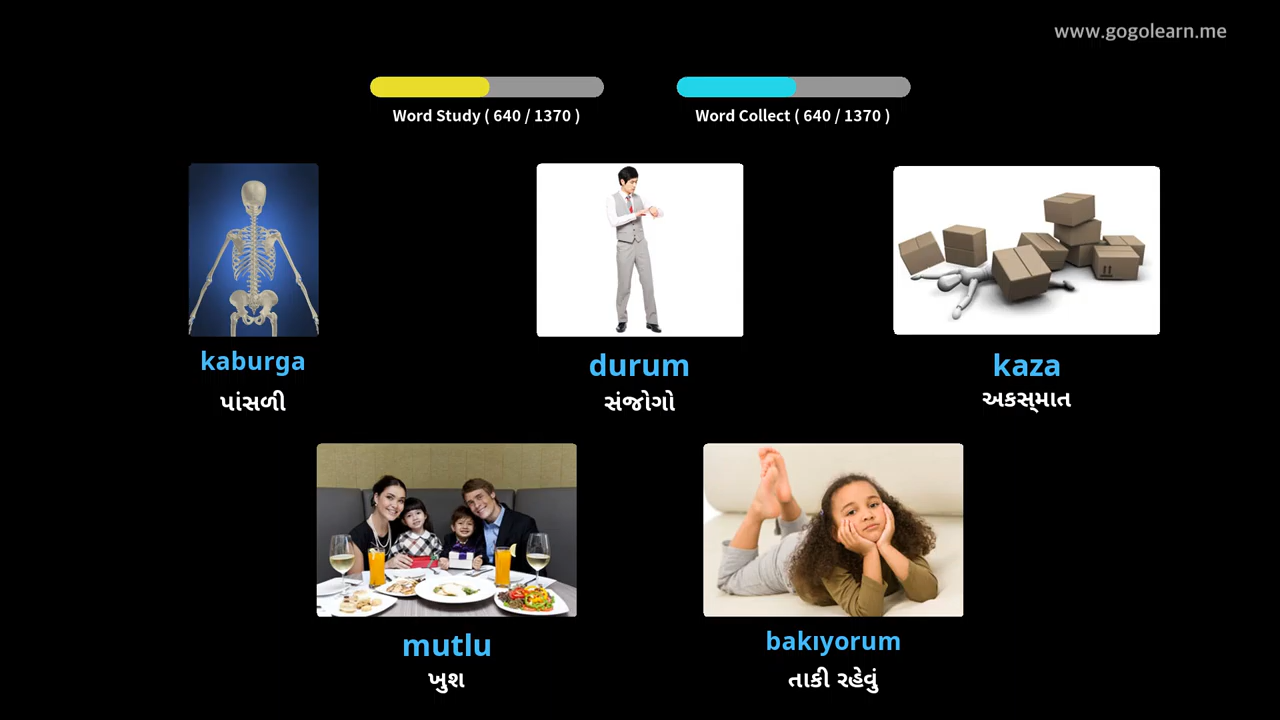 www.gogolearn.me
Word Study ( 640 / 1370 )
Word Collect ( 640 / 1370 )
kaburga
પાંસળી
durum
સંજોગો
kaza
અકસ્માત
mutlu
ખુશ
bakıyorum
તાકી રહેવું